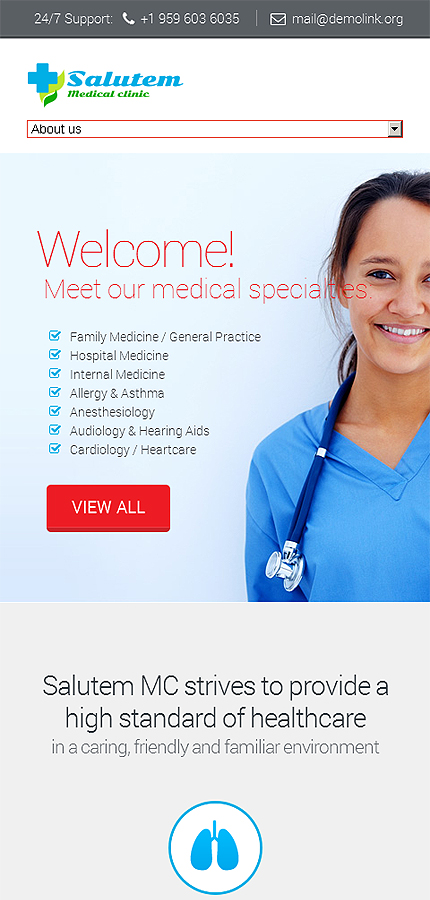 24/7 Support: +1 959 603 6035 mail@demolink.org
Salutem
Medical clinic
About us
Welcome!
Meet our medical specialties.
Family Medicine / General Practice
Hospital Medicine
Internal Medicine
Allergy & Asthma
Anesthesiology
Audiology & Hearing Aids
Cardiology / Heartcare
VIEW ALL
Salutem MC strives to provide a
high standard of healthcare
in a caring, friendly and familiar environment